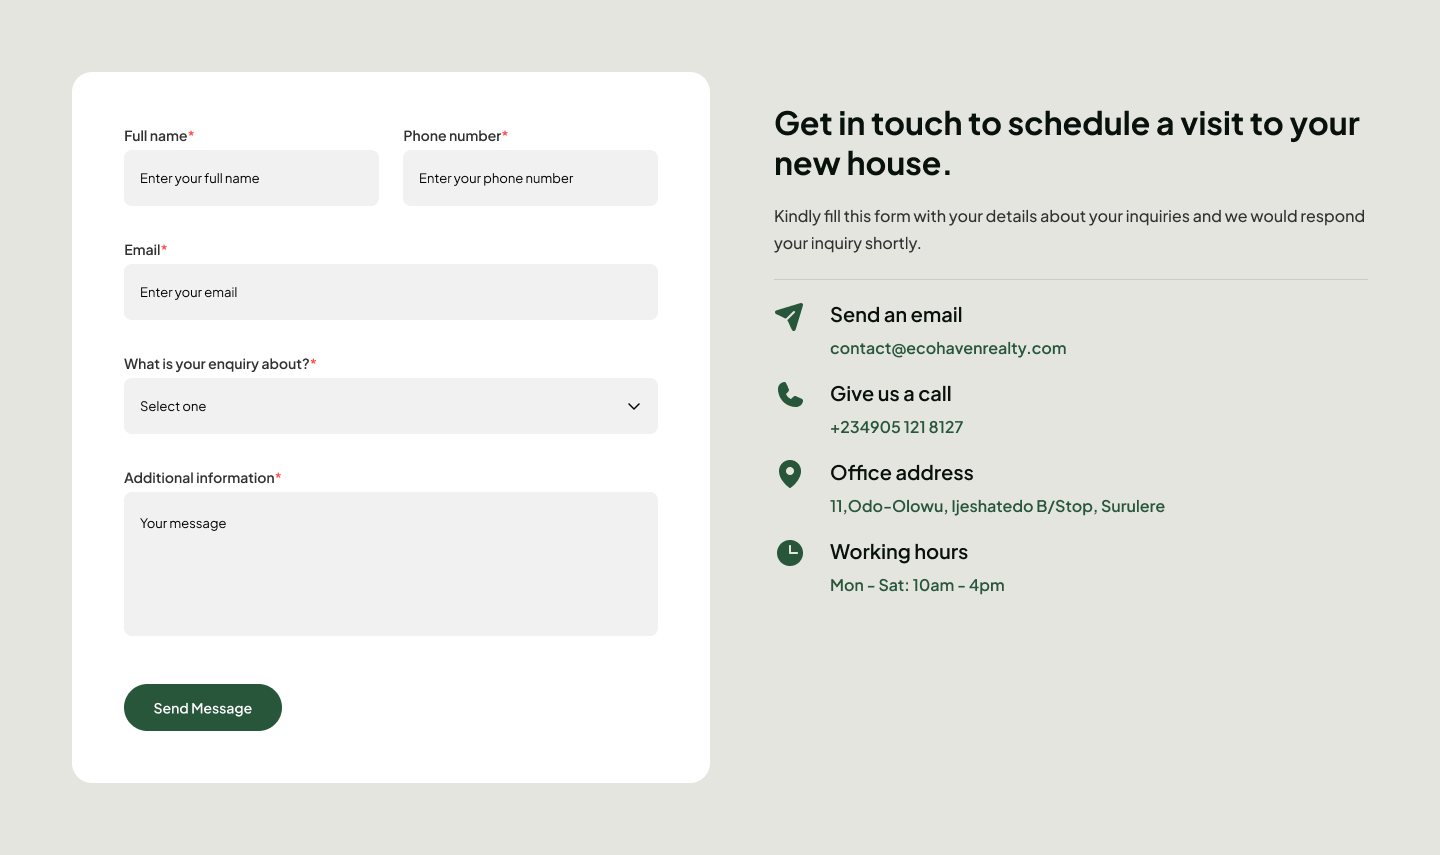 Full name*
Phone number*
Enter your full name
Enter your phone number
Email*
Enter your email
What is your enquiry about?*
Select one
Additional information*
Your message
Send Message
Get in touch to schedule a visit to your
new house.
Kindly fill this form with your details about your inquiries and we would respond
your inquiry shortly.
Send an email
contact@ecohavenrealty.com
Give us a call
+234905 121 8127
Office address
11,Odo-Olowu, Ijeshatedo B/Stop, Surulere
Working hours
Mon - Sat: 10am - 4pm